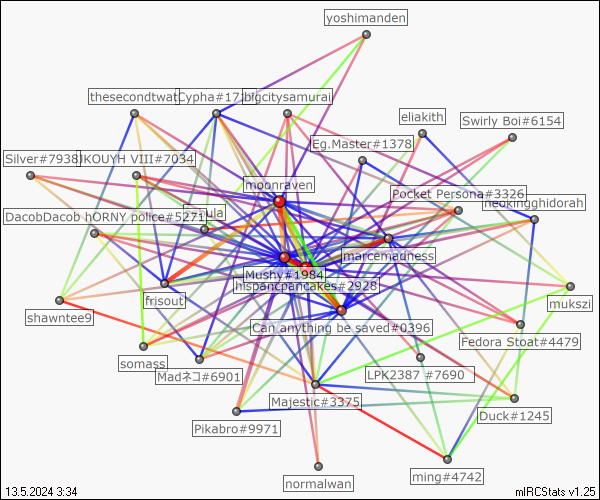 yoshimanden
thesecondtwat
Cypha#17
bigcitysamurai
eliakith
Swirly Boi#6154
Eg.Master#1378
Silver#7938
JKOUYH VIII#7034
moonraven
Pocket Persona#3326
neokingghidorah
DacobDacob hORNY police#5271
ula
marcemadness
Mushy#1984
hispancpancakes#2928
frisout
mukszi
shawntee9
Can anything be saved#0396
Fedora Stoat#4479
somass
Madネコ#6901
LPK2387 #7690
Majestic#3375
Duck#1245
Pikabro#9971
normalwan
ming#4742
13.5.2024 3:34
mIRCStats v1.25